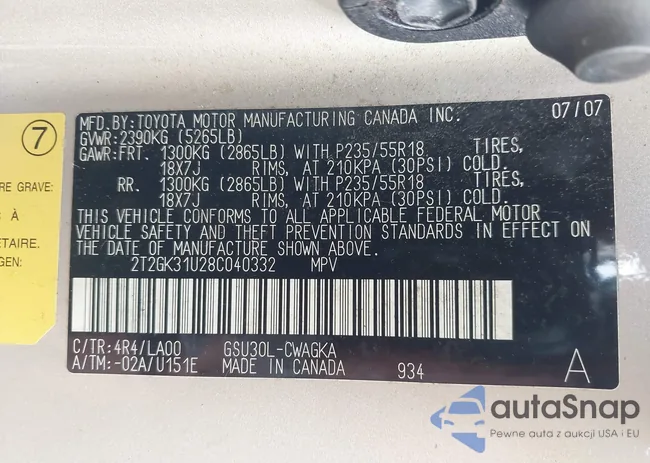 MFD.BY:TOYOTA MOTOR MANUFACTURING CANADA INC. 07/07
GVWR:2390KG (5265LB)
GAWR:FRT. 1300KG (2865LB) WITH P235/55R18 TIRES,
18X7J RIMS, AT 210KPA (30PSI) COLD.
RR. 1300KG (2865LB) WITH P235/55R18 TIRES,
18X7J RIMS, AT 210KPA (30PSI) COLD.
THIS VEHICLE CONFORMS TO ALL APPLICABLE FEDERAL MOTOR
VEHICLE SAFETY AND THEFT PREVENTION STANDARDS IN EFFECT ON
THE DATE OF MANUFACTURE SHOWN ABOVE.
2T2GK31U28C040332 MPV
C/TR:4R4/LA00 GSU30L-CWAGKA
A/TM:-02A/U151E MADE IN CANADA 934 A
7
RE GRAVE:
S À
ÉTAIRE.
GEN:
autaSnap
Pewne auta z aukcji USA i EU